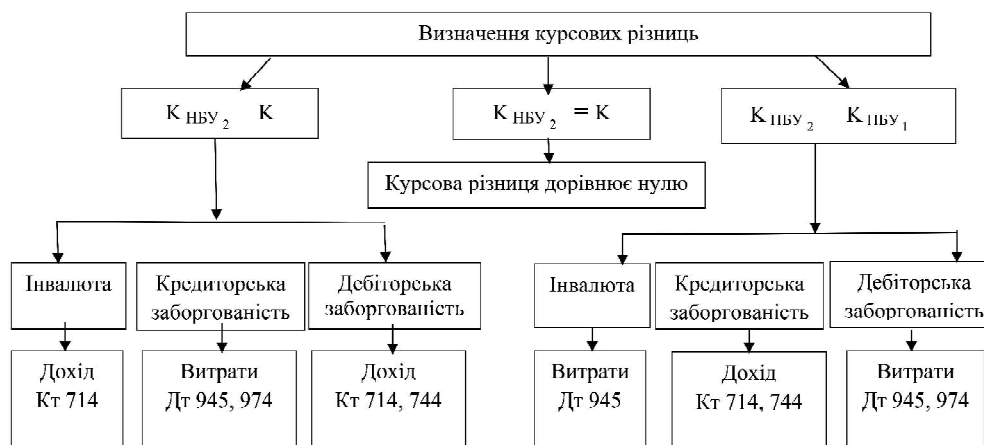 Визначення курсових різниць
К НБУ 2 К
К НБУ 2 = К
К НБУ 2 К НБУ 1
Курсова різниця дорівнює нулю
Інвалюта
Кредиторська
заборгованість
Дебіторська
заборгованість
Інвалюта
Кредиторська
заборгованість
Дебіторська
заборгованість
Дохід
Кт 714
Витрати
Дт 945, 974
Дохід
Кт 714, 744
Витрати
Дт 945
Дохід
Кт 714, 744
Витрати
Дт 945, 974